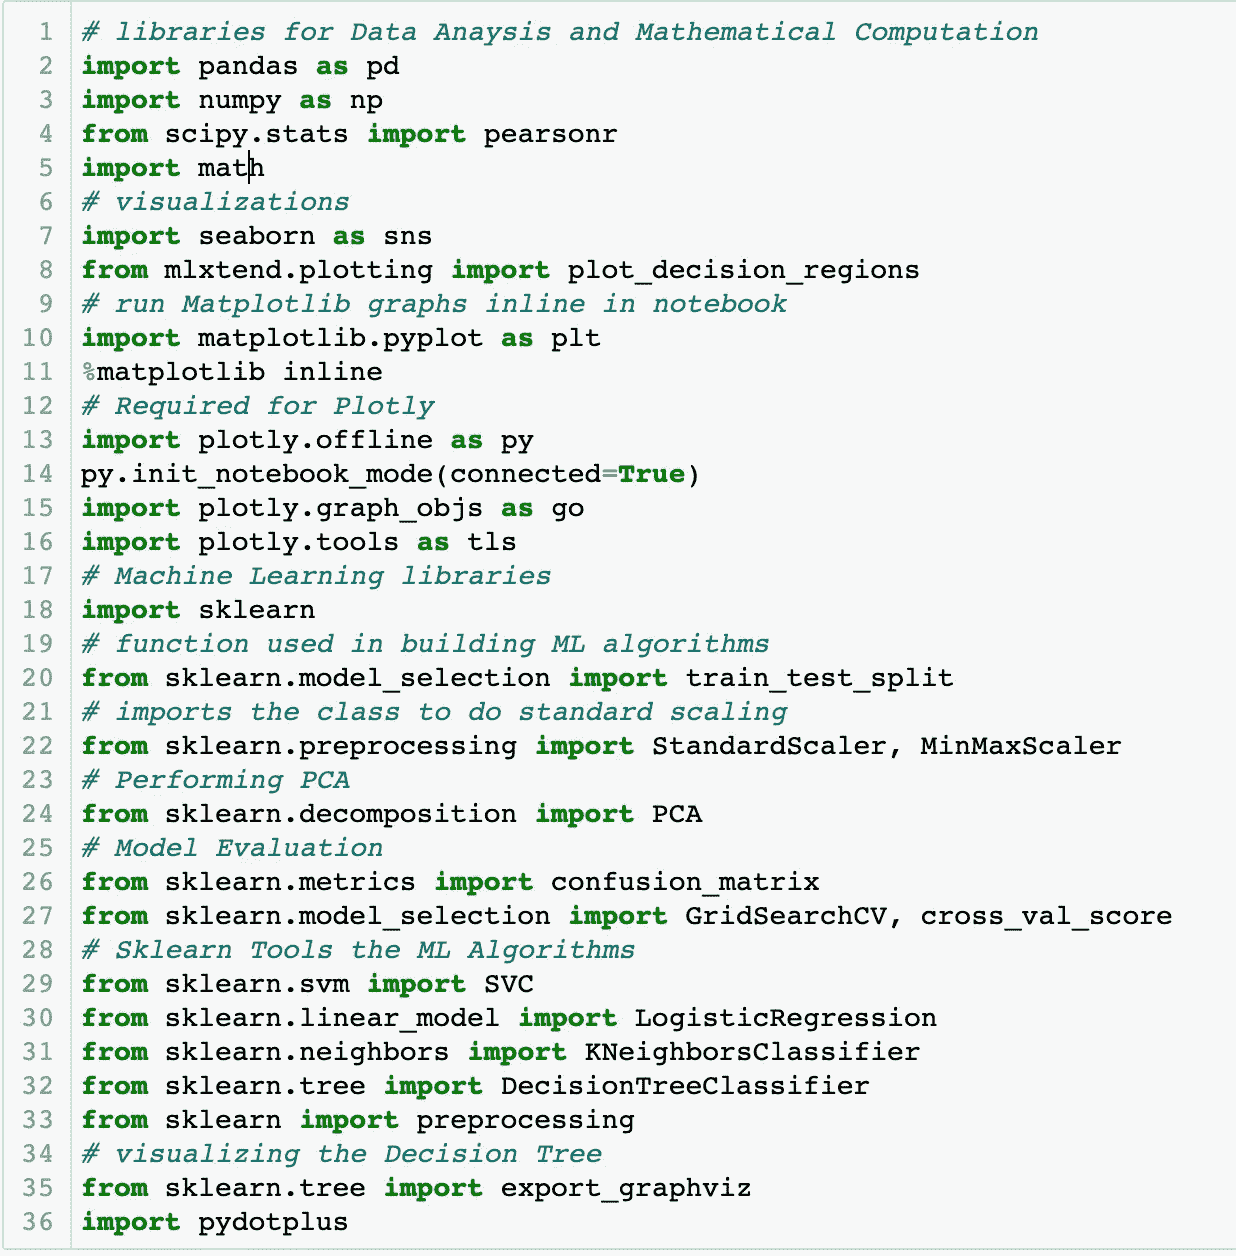 1 # libraries for Data Anaysis and Mathematical Computation
2 import pandas as pd
3 import numpy as np
4 from scipy.stats import pearsonr
5 import math
6 # visualizations
7 import seaborn as sns
8 from mlxtend.plotting import plot_decision_regions
9 # run Matplotlib graphs inline in notebook
10 import matplotlib.pyplot as plt
11 %matplotlib inline
12 # Required for Plotly
13 import plotly.offline as py
14 py.init_notebook_mode(connected=True)
15 import plotly.graph_objs as go
16 import plotly.tools as tls
17 # Machine Learning libraries
18 import sklearn
19 # function used in building ML algorithms
20 from sklearn.model_selection import train_test_split
21 # imports the class to do standard scaling
22 from sklearn.preprocessing import StandardScaler, MinMaxScaler
23 # Performing PCA
24 from sklearn.decomposition import PCA
25 # Model Evaluation
26 from sklearn.metrics import confusion_matrix
27 from sklearn.model_selection import GridSearchCV, cross_val_score
28 # Sklearn Tools the ML Algorithms
29 from sklearn.svm import SVC
30 from sklearn.linear_model import LogisticRegression
31 from sklearn.neighbors import KNeighborsClassifier
32 from sklearn.tree import DecisionTreeClassifier
33 from sklearn import preprocessing
34 # visualizing the Decision Tree
35 from sklearn.tree import export_graphviz
36 import pydotplus